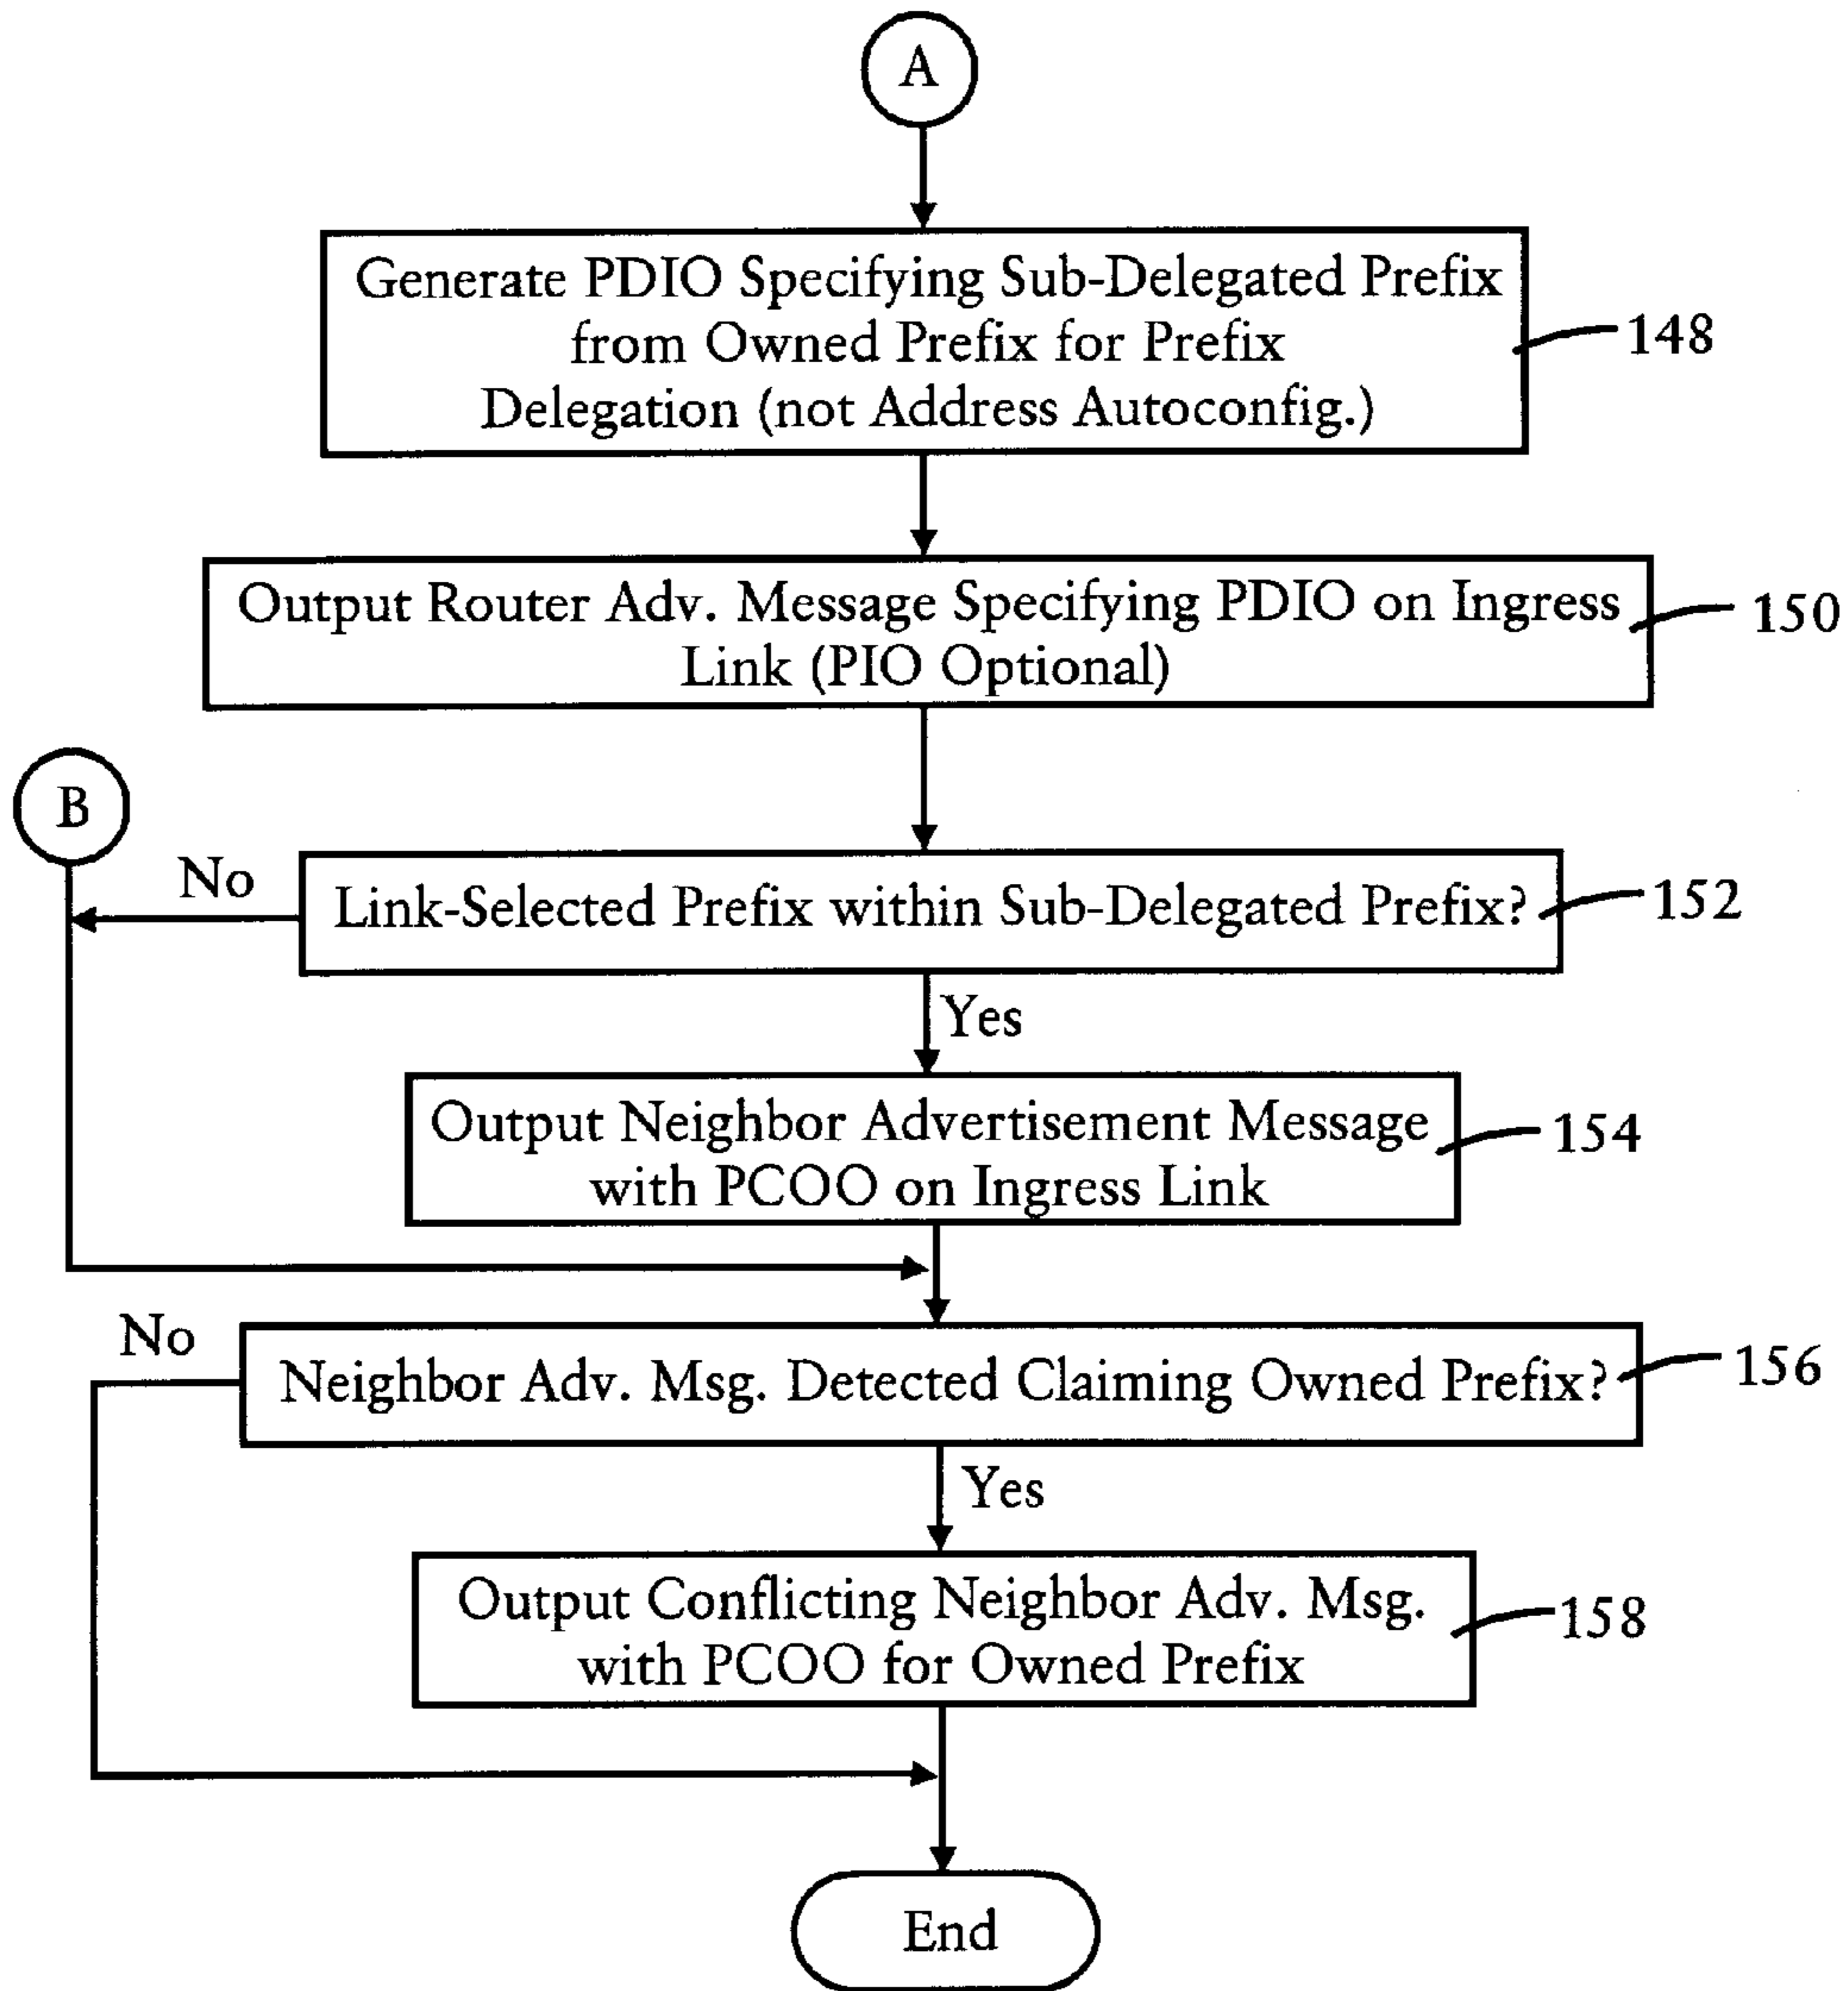 A
Generate PDIO Specifying Sub-Delegated Prefix
from Owned Prefix for Prefix
Delegation (not Address Autoconfig.)
148
Output Router Adv. Message Specifying PDIO on Ingress
Link (PIO Optional)
150
B
No
Link-Selected Prefix within Sub-Delegated Prefix?
152
Yes
Output Neighbor Advertisement Message
with PCOO on Ingress Link
154
No
Neighbor Adv. Msg. Detected Claiming Owned Prefix?
156
Yes
Output Conflicting Neighbor Adv. Msg.
with PCOO for Owned Prefix
158
End